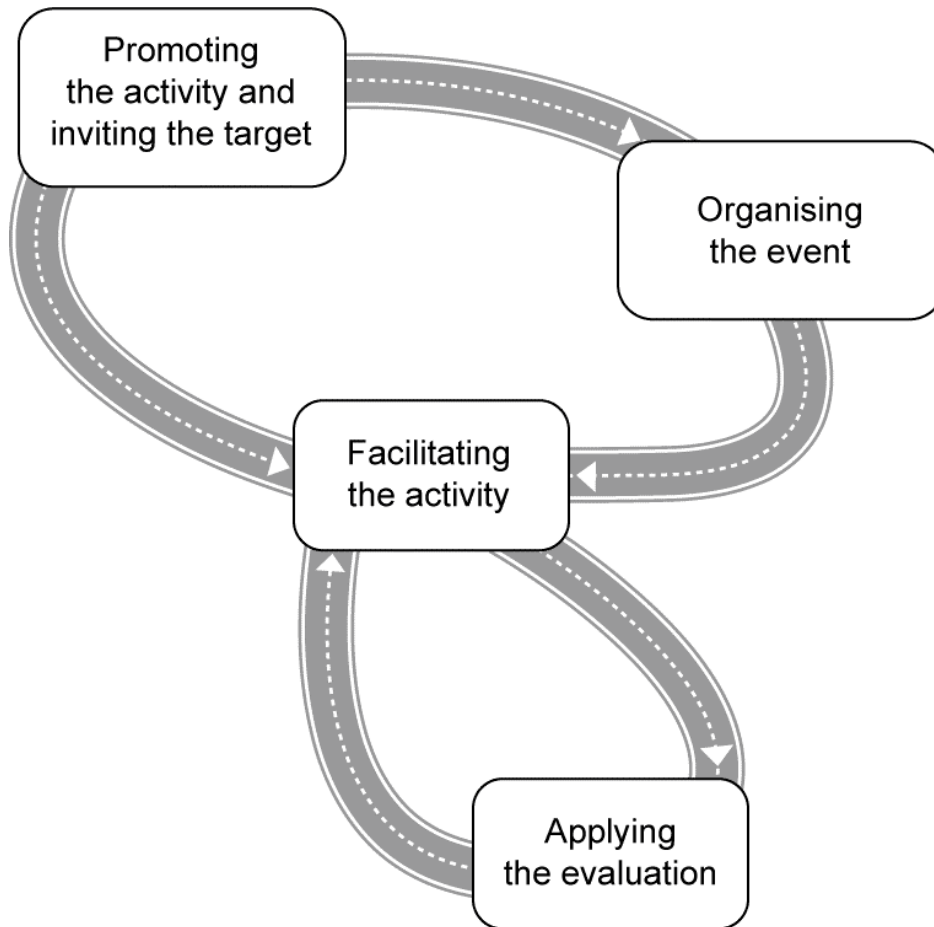 Promoting
the activity and
inviting the target
Organising
the event
Facilitating
the activity
Applying
the evaluation